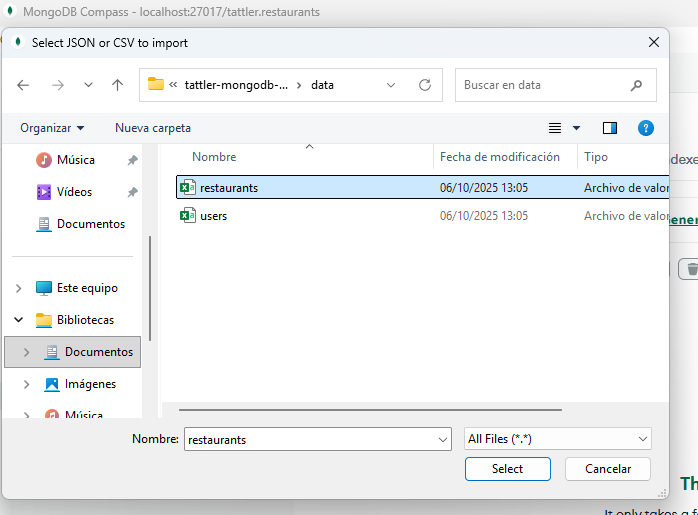 MongoDB Compass - localhost:27017/tattler.restaurants
Select JSON or CSV to import
« tattler-mongodb-... > data
Buscar en data
Organizar
Nueva carpeta
Nombre
Fecha de modificación
Tipo
Música
Vídeos
Documentos
Este equipo
Bibliotecas
Documentos
Imágenes
Música
restaurants
06/10/2025 13:05
Archivo de valor
users
06/10/2025 13:05
Archivo de valor
Nombre:
restaurants
All Files (*.*)
Select
Cancelar
Th
It only takes a f